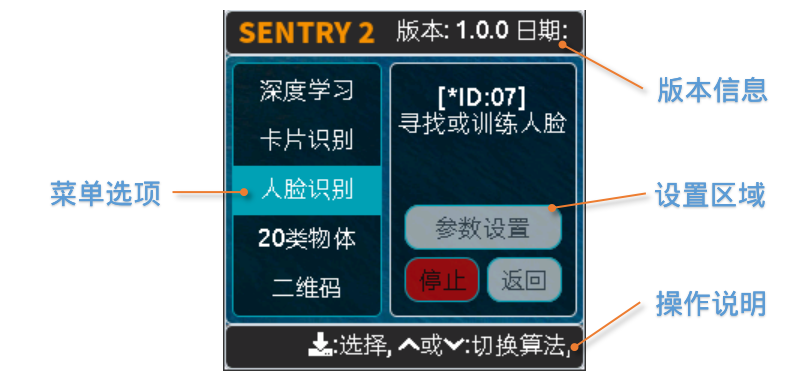 SENTRY 2 版本: 1.0.0 日期:
版本信息
深度学习
卡片识别
人脸识别
20类物体
二维码
菜单选项
[*ID:07]
寻找或训练人脸
参数设置
停止 返回
设置区域
:选择, 或:切换算法,
操作说明